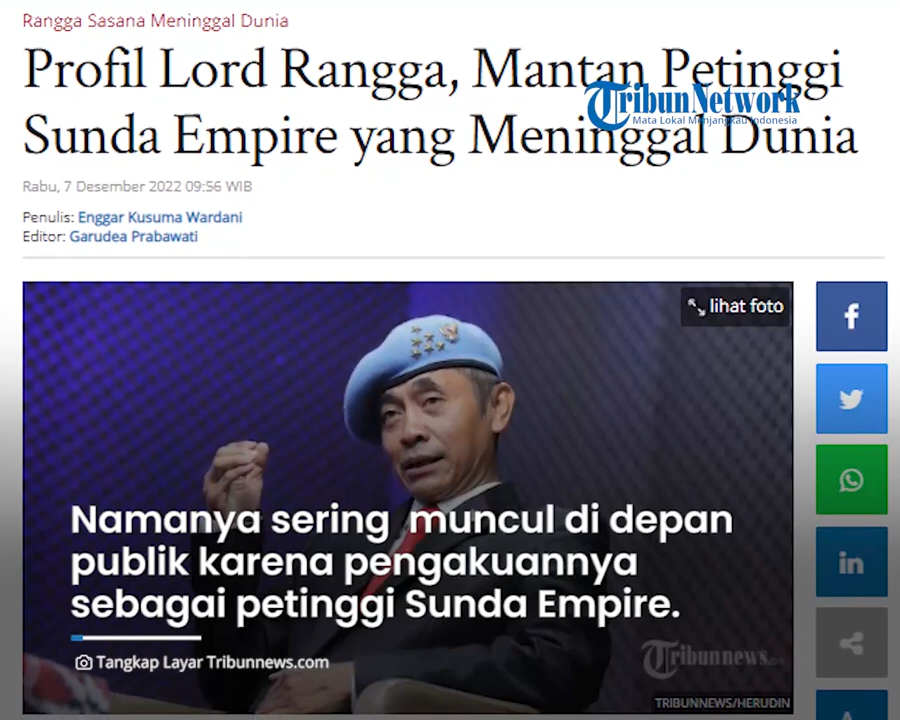 Rangga Sasana Meninggal Dunia
Profil Lord Rangga, Mantan Petinggi
Sunda Empire yang Meninggal Dunia
TribunNetwork
Mata Lokal Menjangkau Indonesia
Rabu, 7 Desember 2022 09:56 WIB
Penulis: Enggar Kusuma Wardani
Editor: Garudea Prabawati
lihat foto
f
in
Namanya sering muncul di depan
publik karena pengakuannya
sebagai petinggi Sunda Empire.
Tangkap Layar Tribunnews.com
Tribunnews.com
TRIBUNNEWS/HERUDIN